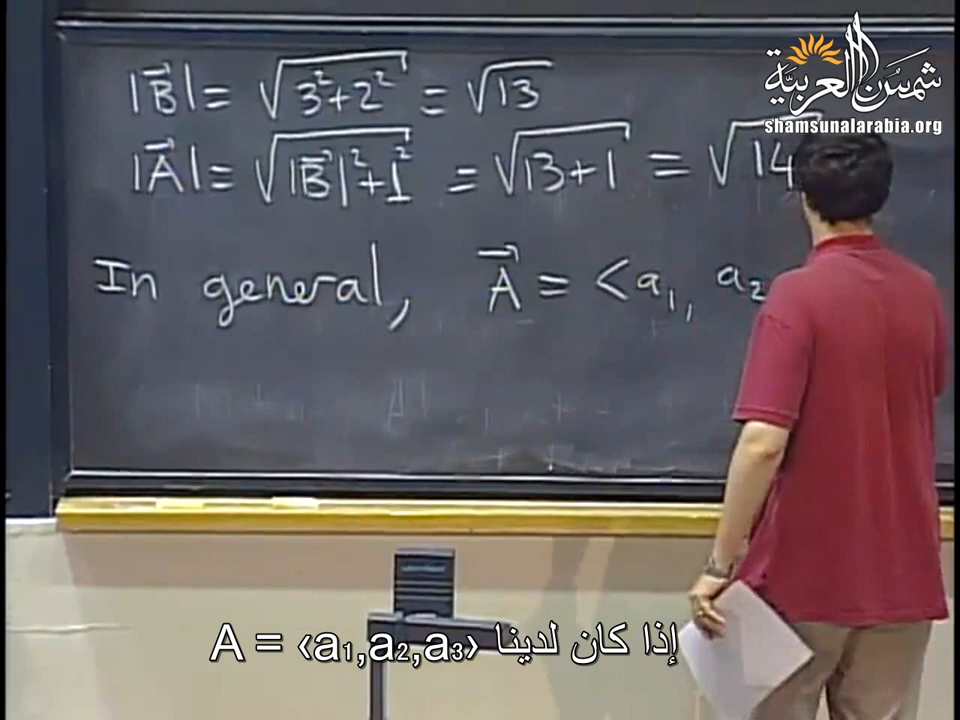 شمس العربية
shamsunalarabia.org
|B⃗| = √(3²+2²) = √13
|A⃗| = √(|B⃗|²+1²) = √(13+1) = √14
In general, A⃗ = <a₁, a₂
إذا كان لدينا A = ‹a₁,a₂,a₃›